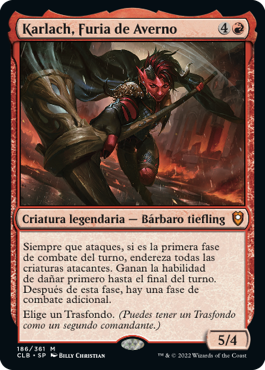 Karlach, Furia de Averno 4
Criatura legendaria — Bárbaro tiefling
Siempre que ataques, si es la primera fase
de combate del turno, endereza todas las
criaturas atacantes. Ganan la habilidad
de dañar primero hasta el final del turno.
Después de esta fase, hay una fase de
combate adicional.
Elige un Trasfondo. (Puedes tener un Trasfondo
como un segundo comandante.)
5/4
186/361 M
CLB • SP BILLY CHRISTIAN
™ & © 2022 Wizards of the Coast